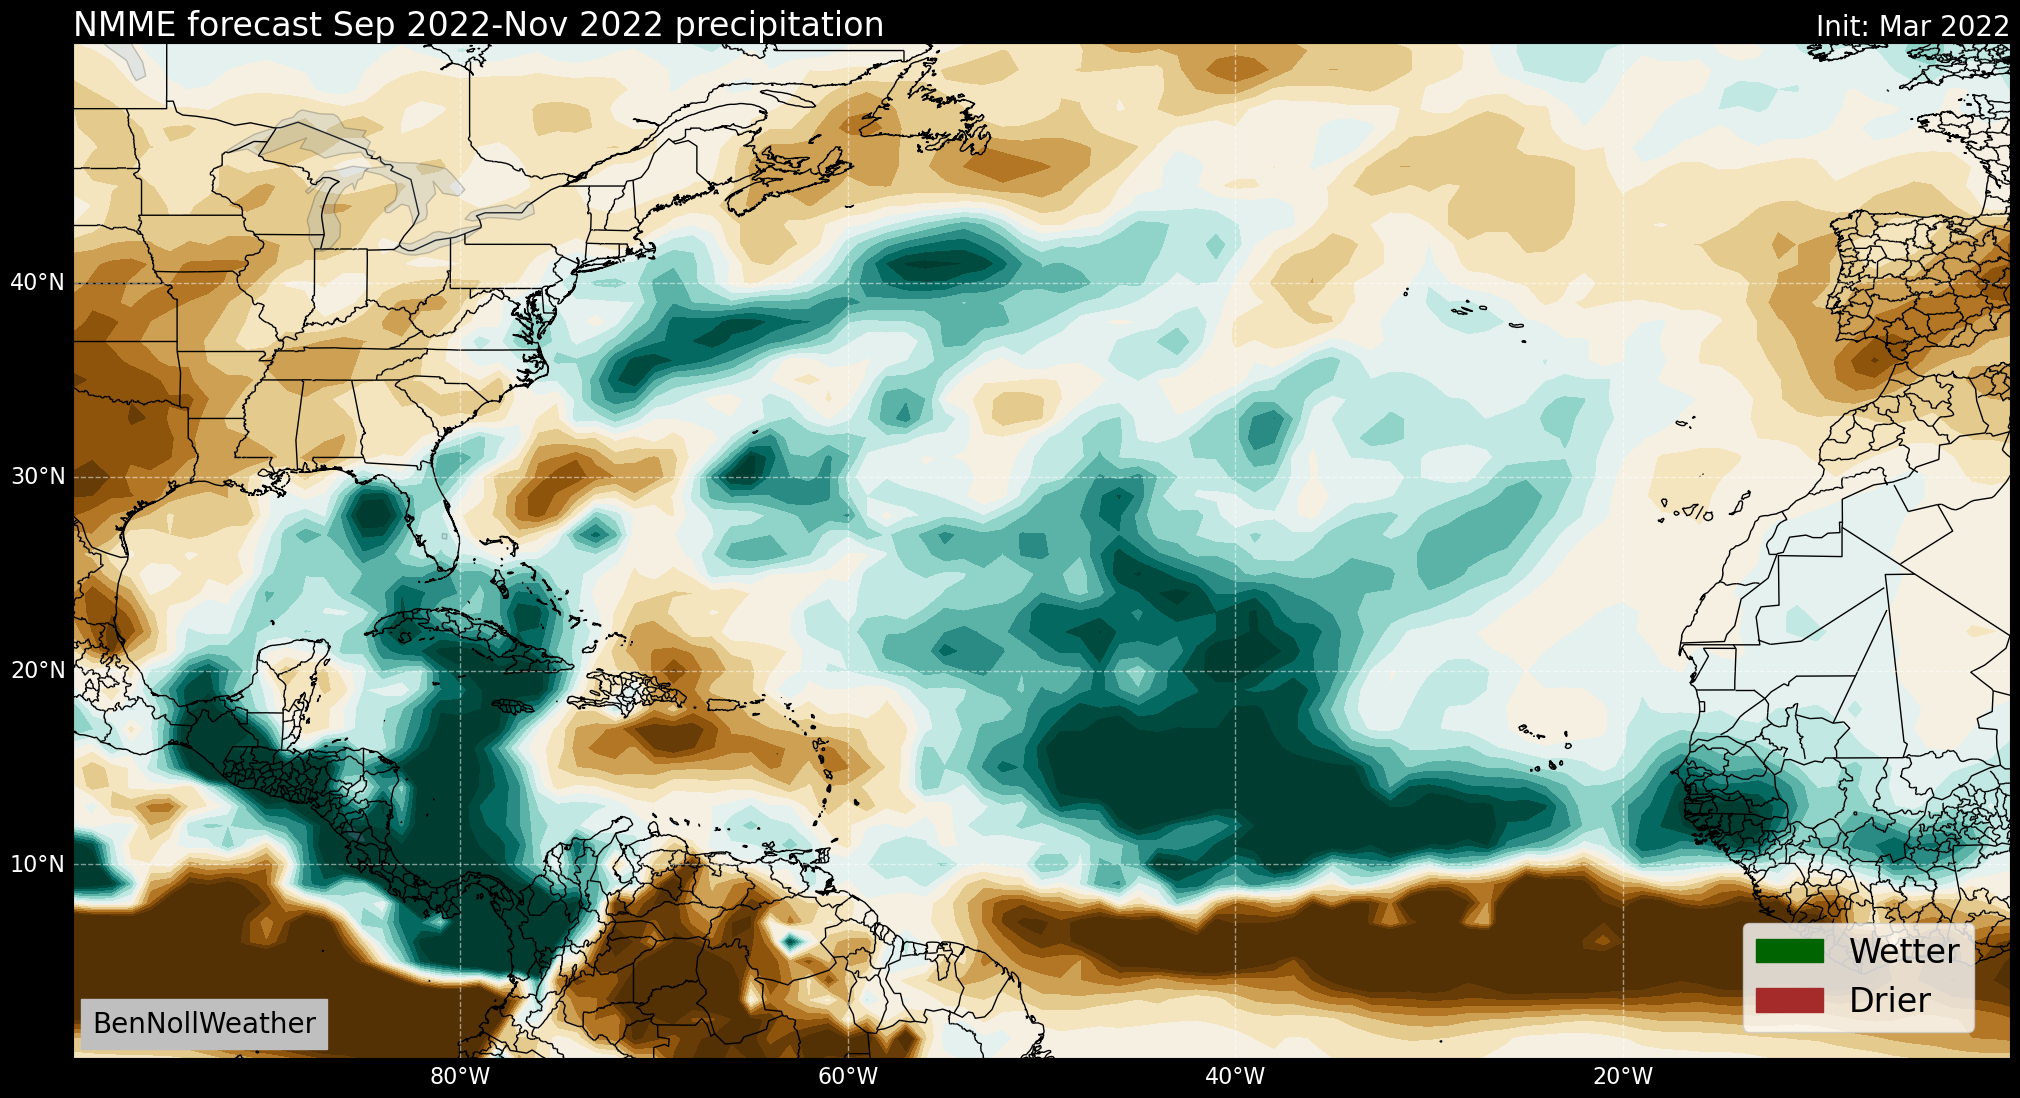 NMME forecast Sep 2022-Nov 2022 precipitation
Init: Mar 2022
40°N
30°N
20°N
10°N
Wetter
Drier
BenNollWeather
80°W
60°W
40°W
20°W